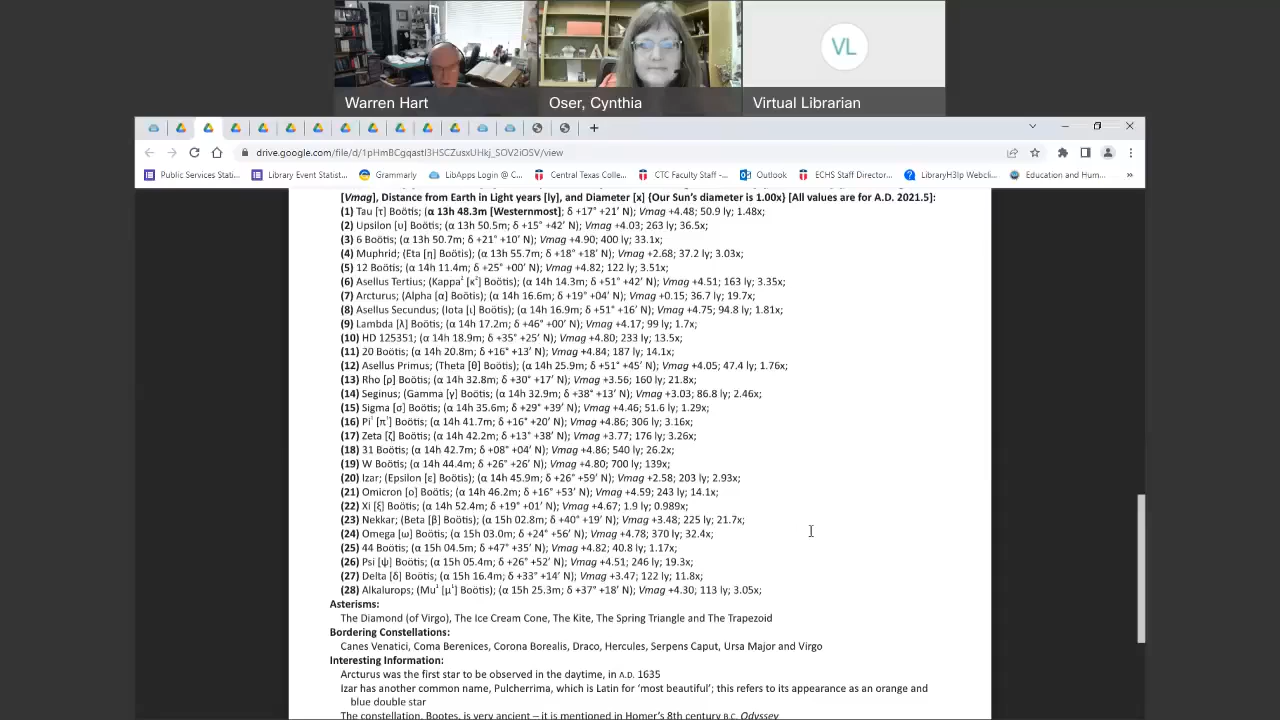 VL
Warren Hart
Oser, Cynthia
Virtual Librarian
drive.google.com/file/d/1pHmBCgqastI3HSCZusxUHkj_SOV2iOSV/view
Public Services Stati...
Library Event Statist...
Grammarly
LibApps Login @ Ce...
Central Texas Colle...
CTC Faculty Staff -...
Outlook
ECHS Staff Director...
LibraryH3lp Webcli...
Education and Hum...
[Vmag], Distance from Earth in Light years [ly], and Diameter [x] {Our Sun’s diameter is 1.00x} [All values are for A.D. 2021.5]:
(1) Tau [τ] Boötis; (α 13h 48.3m [Westernmost]; δ +17° +21′ N); Vmag +4.48; 50.9 ly; 1.48x;
(2) Upsilon [υ] Boötis; (α 13h 50.5m; δ +15° +42′ N); Vmag +4.03; 263 ly; 36.5x;
(3) 6 Boötis; (α 13h 50.7m; δ +21° +10′ N); Vmag +4.90; 400 ly; 33.1x;
(4) Muphrid; (Eta [η] Boötis); (α 13h 55.7m; δ +18° +18′ N); Vmag +2.68; 37.2 ly; 3.03x;
(5) 12 Boötis; (α 14h 11.4m; δ +25° +00′ N); Vmag +4.82; 122 ly; 3.51x;
(6) Asellus Tertius; (Kappa² [κ²] Boötis); (α 14h 14.3m; δ +51° +42′ N); Vmag +4.51; 163 ly; 3.35x;
(7) Arcturus; (Alpha [α] Boötis); (α 14h 16.6m; δ +19° +04′ N); Vmag +0.15; 36.7 ly; 19.7x;
(8) Asellus Secundus; (Iota [ι] Boötis); (α 14h 16.9m; δ +51° +16′ N); Vmag +4.75; 94.8 ly; 1.81x;
(9) Lambda [λ] Boötis; (α 14h 17.2m; δ +46° +00′ N); Vmag +4.17; 99 ly; 1.7x;
(10) HD 125351; (α 14h 18.9m; δ +35° +25′ N); Vmag +4.80; 233 ly; 13.5x;
(11) 20 Boötis; (α 14h 20.8m; δ +16° +13′ N); Vmag +4.84; 187 ly; 14.1x;
(12) Asellus Primus; (Theta [θ] Boötis); (α 14h 25.9m; δ +51° +45′ N); Vmag +4.05; 47.4 ly; 1.76x;
(13) Rho [ρ] Boötis; (α 14h 32.8m; δ +30° +17′ N); Vmag +3.56; 160 ly; 21.8x;
(14) Seginus; (Gamma [γ] Boötis); (α 14h 32.9m; δ +38° +13′ N); Vmag +3.03; 86.8 ly; 2.46x;
(15) Sigma [σ] Boötis; (α 14h 35.6m; δ +29° +39′ N); Vmag +4.46; 51.6 ly; 1.29x;
(16) Pi¹ [π¹] Boötis; (α 14h 41.7m; δ +16° +20′ N); Vmag +4.86; 306 ly; 3.16x;
(17) Zeta [ζ] Boötis; (α 14h 42.2m; δ +13° +38′ N); Vmag +3.77; 176 ly; 3.26x;
(18) 31 Boötis; (α 14h 42.7m; δ +08° +04′ N); Vmag +4.86; 540 ly; 26.2x;
(19) W Boötis; (α 14h 44.4m; δ +26° +26′ N); Vmag +4.80; 700 ly; 139x;
(20) Izar; (Epsilon [ε] Boötis); (α 14h 45.9m; δ +26° +59′ N); Vmag +2.58; 203 ly; 2.93x;
(21) Omicron [ο] Boötis; (α 14h 46.2m; δ +16° +53′ N); Vmag +4.59; 243 ly; 14.1x;
(22) Xi [ξ] Boötis; (α 14h 52.4m; δ +19° +01′ N); Vmag +4.67; 1.9 ly; 0.989x;
(23) Nekkar; (Beta [β] Boötis); (α 15h 02.8m; δ +40° +19′ N); Vmag +3.48; 225 ly; 21.7x;
(24) Omega [ω] Boötis; (α 15h 03.0m; δ +24° +56′ N); Vmag +4.78; 370 ly; 32.4x;
(25) 44 Boötis; (α 15h 04.5m; δ +47° +35′ N); Vmag +4.82; 40.8 ly; 1.17x;
(26) Psi [ψ] Boötis; (α 15h 05.4m; δ +26° +52′ N); Vmag +4.51; 246 ly; 19.3x;
(27) Delta [δ] Boötis; (α 15h 16.4m; δ +33° +14′ N); Vmag +3.47; 122 ly; 11.8x;
(28) Alkalurops; (Mu¹ [μ¹] Boötis); (α 15h 25.3m; δ +37° +18′ N); Vmag +4.30; 113 ly; 3.05x;
Asterisms:
The Diamond (of Virgo), The Ice Cream Cone, The Kite, The Spring Triangle and The Trapezoid
Bordering Constellations:
Canes Venatici, Coma Berenices, Corona Borealis, Draco, Hercules, Serpens Caput, Ursa Major and Virgo
Interesting Information:
Arcturus was the first star to be observed in the daytime, in A.D. 1635
Izar has another common name, Pulcherrima, which is Latin for ‘most beautiful’; this refers to its appearance as an orange and
blue double star
The constellation, Bootes, is very ancient – it is mentioned in Homer’s 8th century B.C. Odyssey